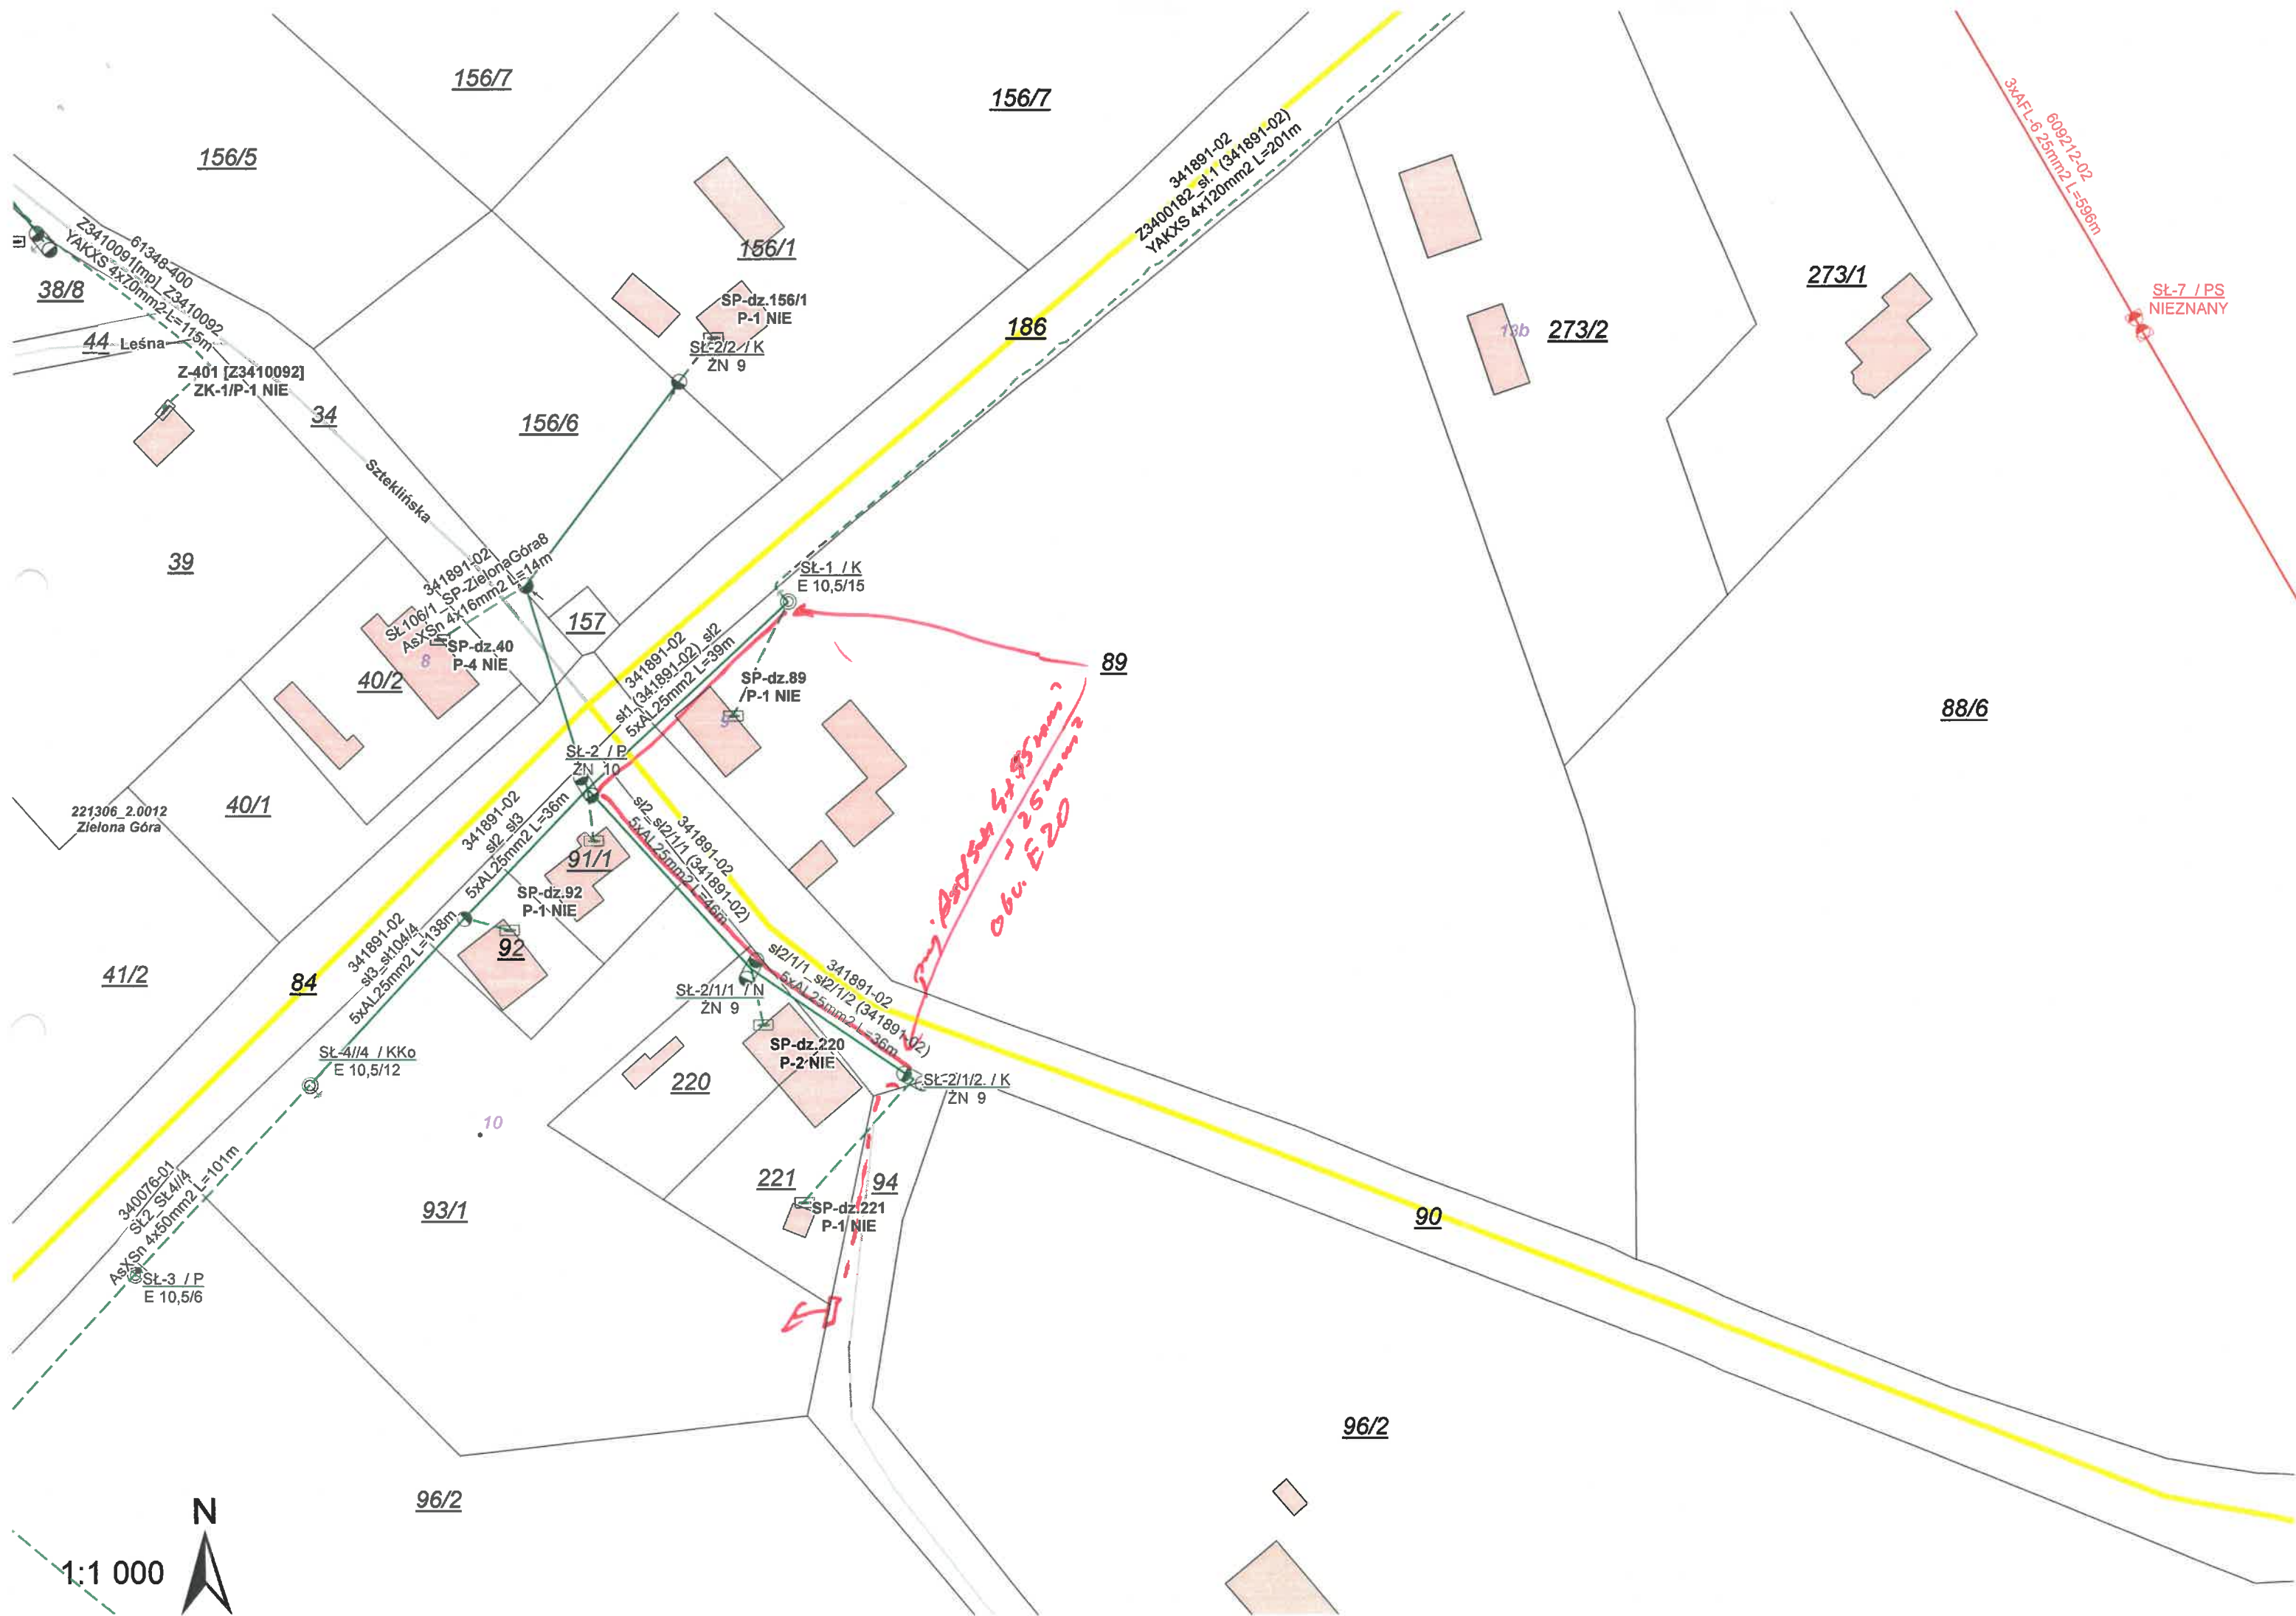 156/7
156/7
156/5
341891-02
Z3400182_sł.1 (341891-02)
YAKXS 4x120mm2 L=201m
609212-02
3xAFL-6 25mm2 L=596m
61348-400
Z3410091[mp]_Z3410092
YAKXS 4x70mm2 L=115m
156/1
38/8
273/1
SŁ-7 / PS
NIEZNANY
SP-dz.156/1
P-1 NIE
186
13b
273/2
44 Leśna
SŁ-2/2 / K
ŻN 9
Z-401 [Z3410092]
ZK-1/P-1 NIE
34
156/6
Szteklińska
39
341891-02
SŁ106/1_SP-ZielonaGóra8
AsXSn 4x16mm2 L=14m
SŁ-1 / K
E 10,5/15
157
SP-dz.40
P-4 NIE
8
40/2
341891-02
sł1_(341891-02)_sł2
5xAL25mm2 L=39m
89
SP-dz.89
/P-1 NIE
9
88/6
SŁ-2 / P
ŻN 10
40/1
221306_2.0012
Zielona Góra
341891-02
sł2_sł3
5xAL25mm2 L=36m
341891-02
sł2_sł2/1/1_(341891-02)
5xAL25mm2 L=46m
obw. E20
91/1
SP-dz.92
P-1 NIE
92
41/2
84
341891-02
sł3_sł104/4
5xAL25mm2 L=138m
341891-02
sł2/1/1_sł2/1/2 (341891-02)
5xAL25mm2 L=36m
SŁ-2/1/1 / N
ŻN 9
SP-dz.220
P-2 NIE
SŁ-4//4 / KKo
E 10,5/12
220
SŁ-2/1/2. / K
ŻN 9
10
221
94
SP-dz.221
P-1 NIE
93/1
90
340076-01
SŁ2_SŁ4//4
AsXSn 4x50mm2 L=101m
SŁ-3 / P
E 10,5/6
96/2
96/2
N
1:1 000